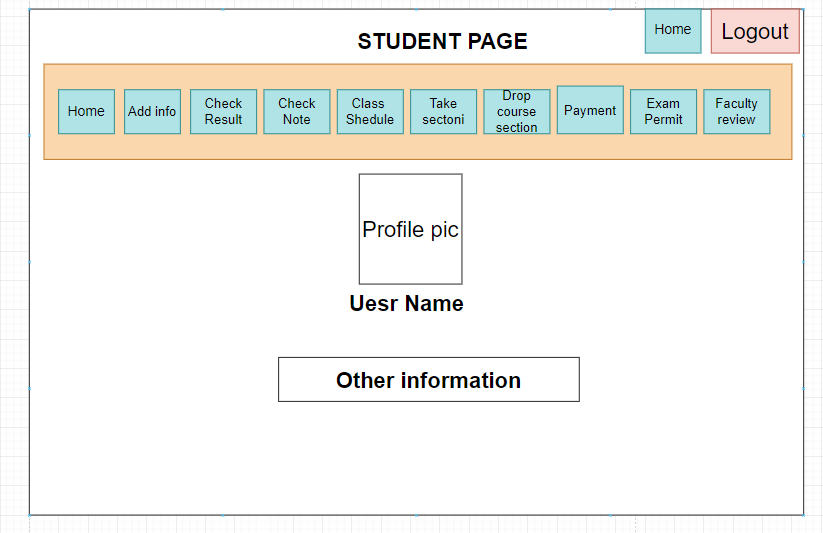 STUDENT PAGE
Home
Logout
Home
Add info
Check
Result
Check
Note
Class
Shedule
Take
sectoni
Drop
course
section
Payment
Exam
Permit
Faculty
review
Profile pic
Uesr Name
Other information